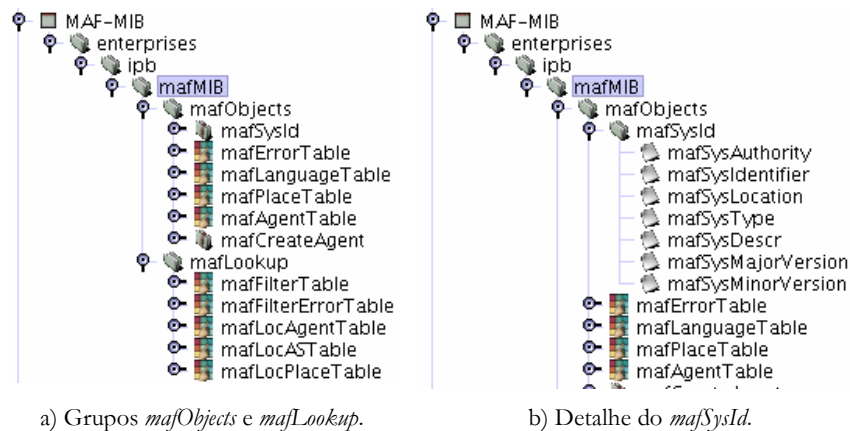 MAF-MIB
enterprises
ipb
mafMIB
mafObjects
mafSysId
mafErrorTable
mafLanguageTable
mafPlaceTable
mafAgentTable
mafCreateAgent
mafLookup
mafFilterTable
mafFilterErrorTable
mafLocAgentTable
mafLocASTable
mafLocPlaceTable
a) Grupos mafObjects e mafLookup.
MAF-MIB
enterprises
ipb
mafMIB
mafObjects
mafSysId
mafSysAuthority
mafSysIdentifier
mafSysLocation
mafSysType
mafSysDescr
mafSysMajorVersion
mafSysMinorVersion
mafErrorTable
mafLanguageTable
mafPlaceTable
mafAgentTable
b) Detalhe do mafSysId.